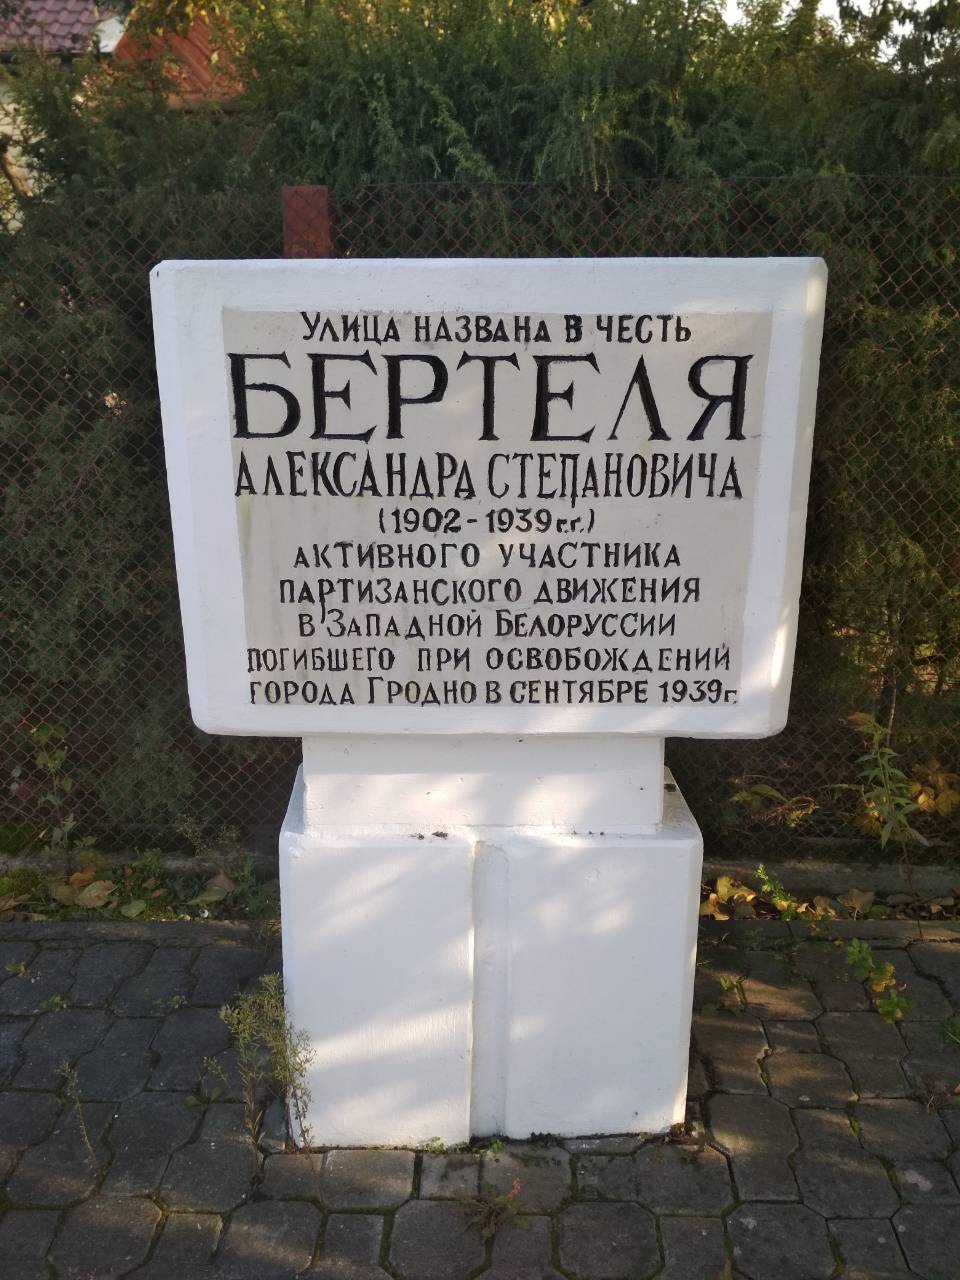 Улица названа в честь
БЕРТЕЛЯ
Александра Степановича
(1902-1939г.г.)
активного участника
партизанского движения
в Западной Белоруссии
погибшего при освобождении
города Гродно в сентябре 1939г.